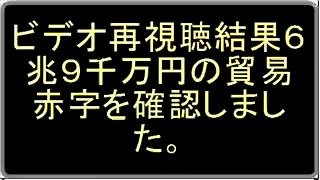 ビデオ再視聴結果６
兆９千万円の貿易
赤字を確認しまし
た。